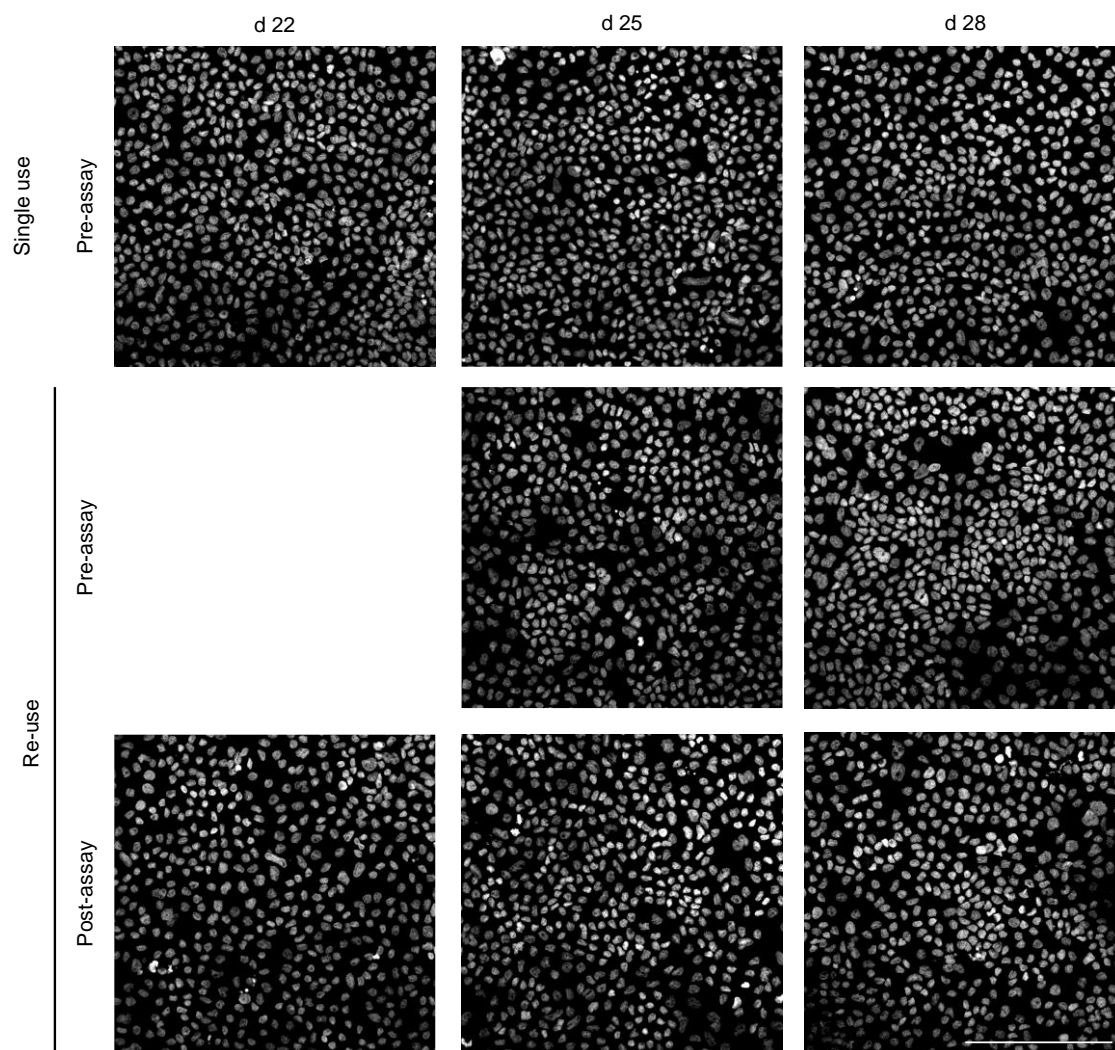 d 22
d 25
d 28
Single use
Pre-assay
Re-use
Pre-assay
Post-assay